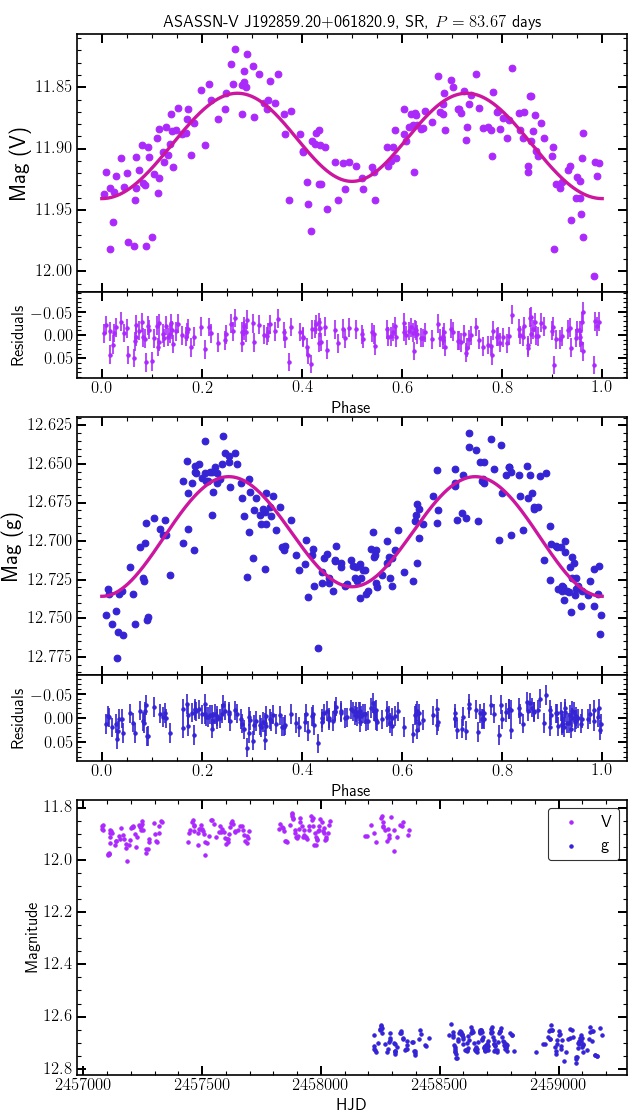 ASASSN-V J192859.20+061820.9, SR, P = 83.67 days
11.85
11.90
11.95
12.00
Mag (V)
−0.05
0.00
0.05
Residuals
0.0 0.2 0.4 0.6 0.8 1.0
Phase
12.625
12.650
12.675
12.700
12.725
12.750
12.775
Mag (g)
−0.05
0.00
0.05
Residuals
0.0 0.2 0.4 0.6 0.8 1.0
Phase
11.8
12.0
12.2
12.4
12.6
12.8
Magnitude
V
g
2457000 2457500 2458000 2458500 2459000
HJD